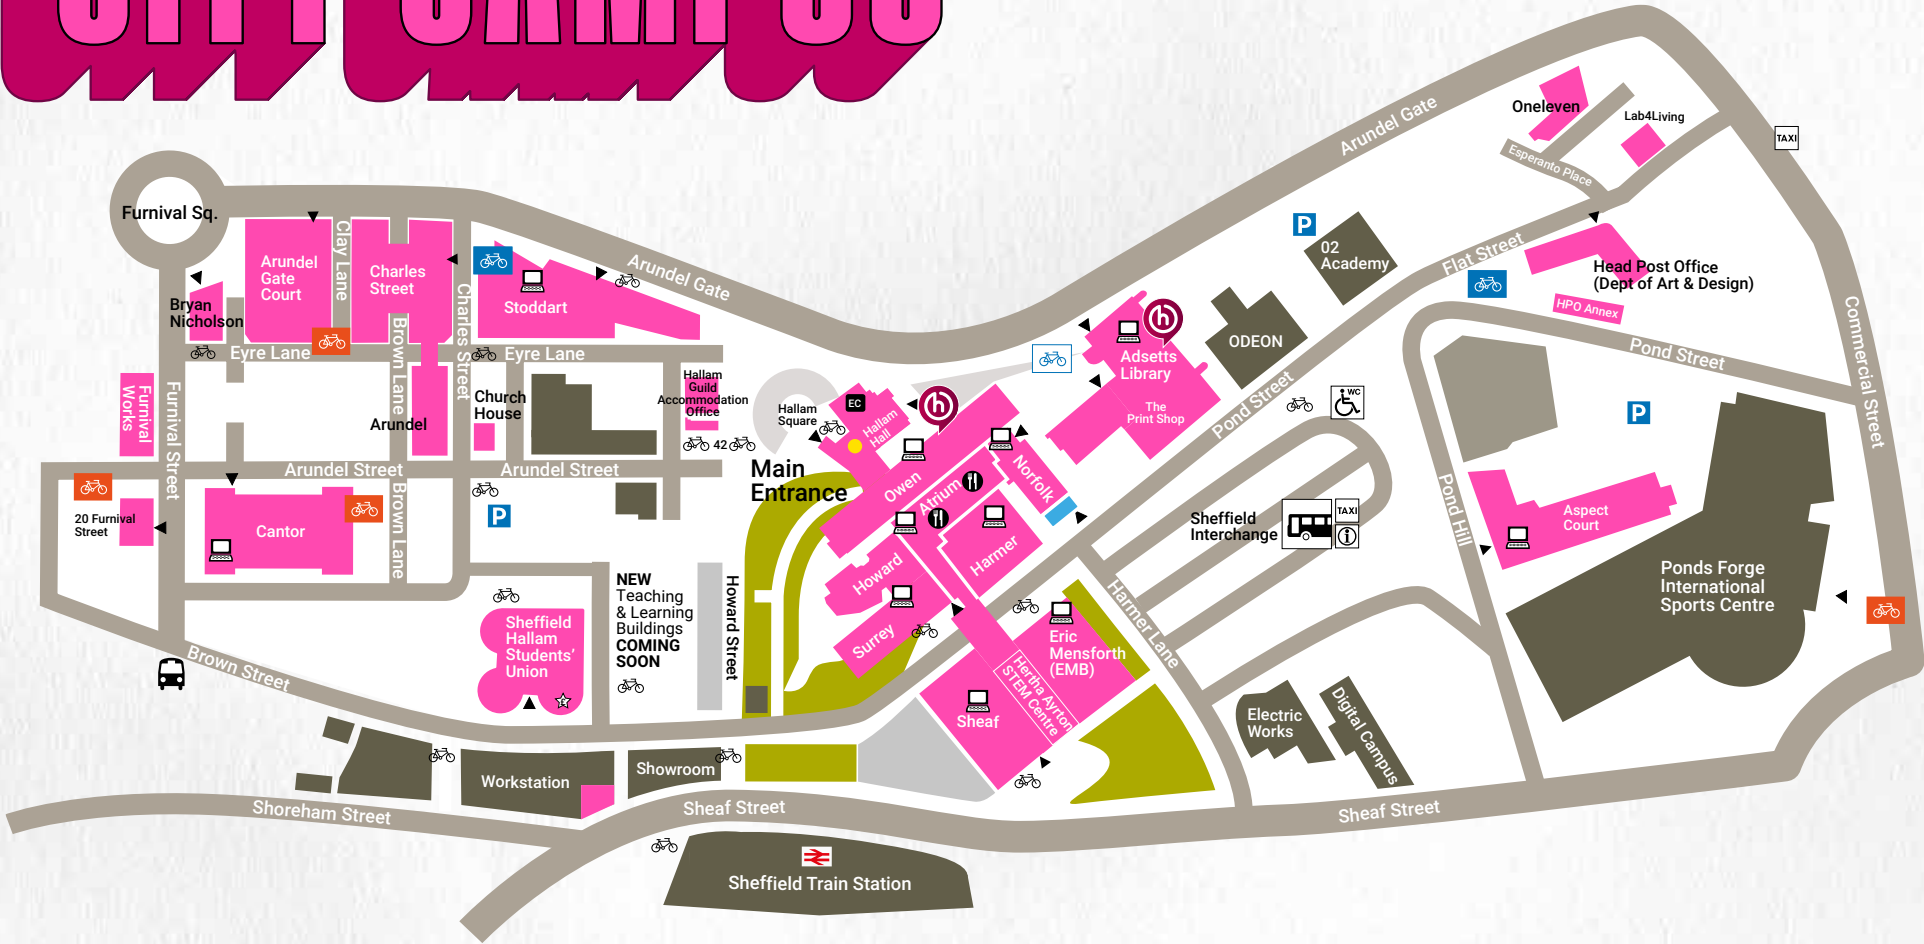 CITY CAMPUS
Furnival Sq.
Arundel
Gate
Court
Clay Lane
Charles
Street
Charles Street
Stoddart
Arundel Gate
Bryan
Nicholson
Eyre Lane
Brown Lane
Eyre Lane
Furnival
Works
Furnival Street
Arundel
Church
House
Hallam
Guild
Accommodation
Office
42
Arundel Street
Arundel Street
20 Furnival
Street
Cantor
Brown Lane
P
Brown Street
Sheffield
Hallam
Students'
Union
E
NEW
Teaching
& Learning
Buildings
COMING
SOON
Howard Street
Hallam
Square
EC
Hallam
Hall
h
Main
Entrance
Owen
Atrium
Norfolk
Howard
Harmer
Surrey
Sheaf
Hertha Ayrton
STEM Centre
Eric
Mensforth
(EMB)
h
Adsetts
Library
The
Print Shop
ODEON
P
O2
Academy
Arundel Gate
Oneleven
Lab4Living
Esperanto Place
TAXI
Flat Street
Head Post Office
(Dept of Art & Design)
HPO Annex
Pond Street
Commercial Street
Pond Street
WC
P
Sheffield
Interchange
TAXI
i
Pond Hill
Aspect
Court
Ponds Forge
International
Sports Centre
Harmer Lane
Electric
Works
Digital Campus
Workstation
Showroom
Shoreham Street
Sheaf Street
Sheaf Street
Sheffield Train Station